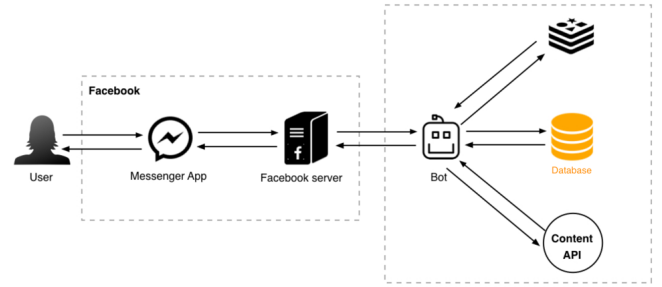 Facebook
User
Messenger App
Facebook server
f
Bot
Database
Content
API